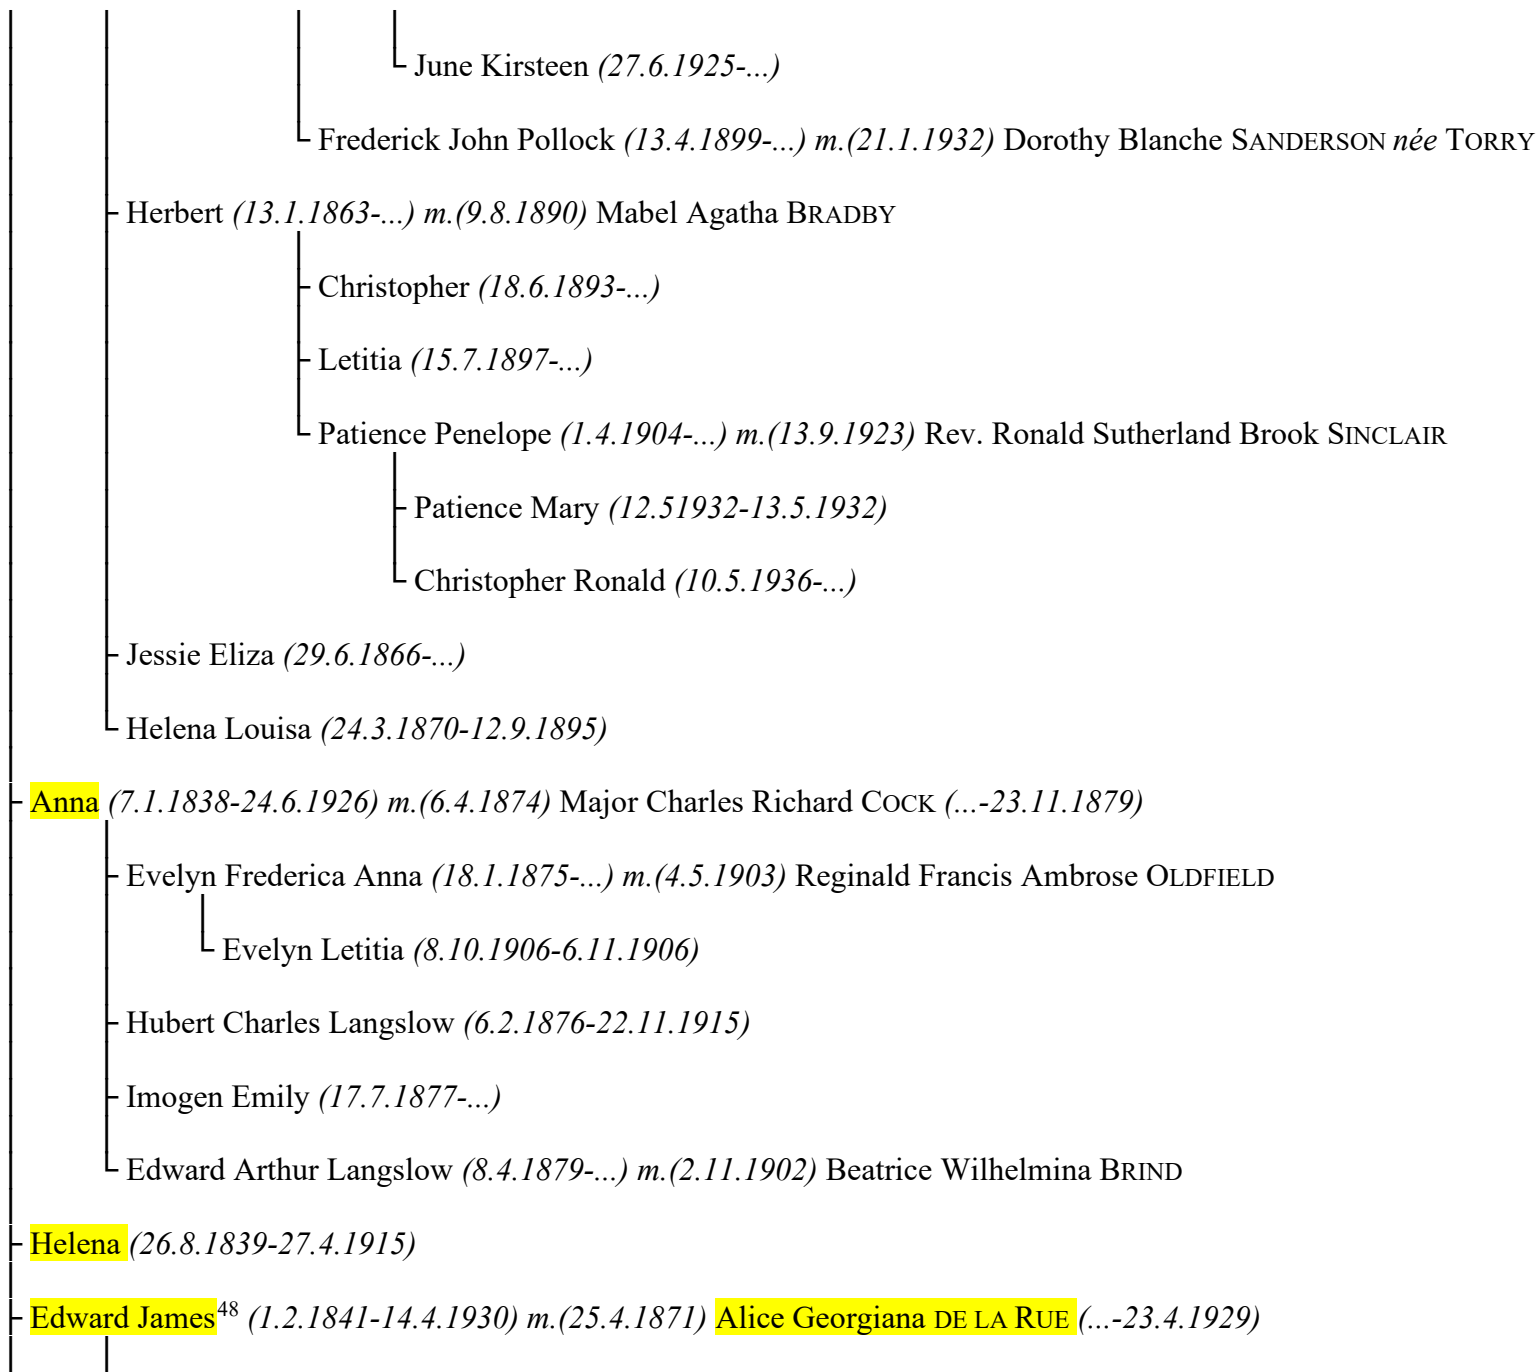 June Kirsteen (27.6.1925-...)
Frederick John Pollock (13.4.1899-...) m.(21.1.1932) Dorothy Blanche SANDERSON née TORRY
Herbert (13.1.1863-...) m.(9.8.1890) Mabel Agatha BRADBY
Christopher (18.6.1893-...)
Letitia (15.7.1897-...)
Patience Penelope (1.4.1904-...) m.(13.9.1923) Rev. Ronald Sutherland Brook SINCLAIR
Patience Mary (12.51932-13.5.1932)
Christopher Ronald (10.5.1936-...)
Jessie Eliza (29.6.1866-...)
Helena Louisa (24.3.1870-12.9.1895)
Anna (7.1.1838-24.6.1926) m.(6.4.1874) Major Charles Richard COCK (...-23.11.1879)
Evelyn Frederica Anna (18.1.1875-...) m.(4.5.1903) Reginald Francis Ambrose OLDFIELD
Evelyn Letitia (8.10.1906-6.11.1906)
Hubert Charles Langslow (6.2.1876-22.11.1915)
Imogen Emily (17.7.1877-...)
Edward Arthur Langslow (8.4.1879-...) m.(2.11.1902) Beatrice Wilhelmina BRIND
Helena (26.8.1839-27.4.1915)
Edward James⁴⁸ (1.2.1841-14.4.1930) m.(25.4.1871) Alice Georgiana DE LA RUE (...-23.4.1929)